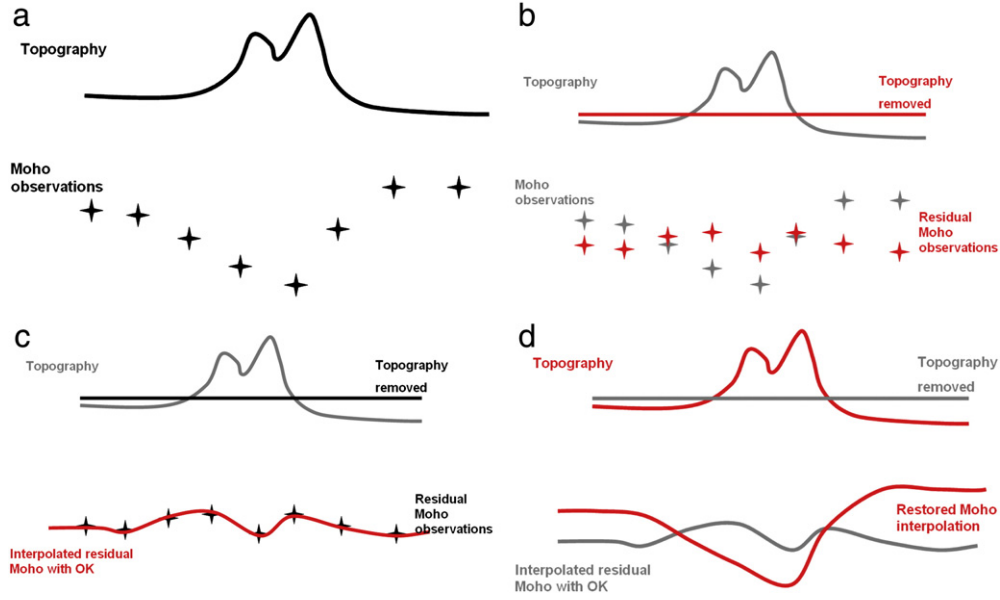 a
Topography
Moho
observations
b
Topography
Topography
removed
Moho
observations
Residual
Moho
observations
c
Topography
Topography
removed
Residual
Moho
observations
Interpolated residual
Moho with OK
d
Topography
Topography
removed
Restored Moho
interpolation
Interpolated residual
Moho with OK